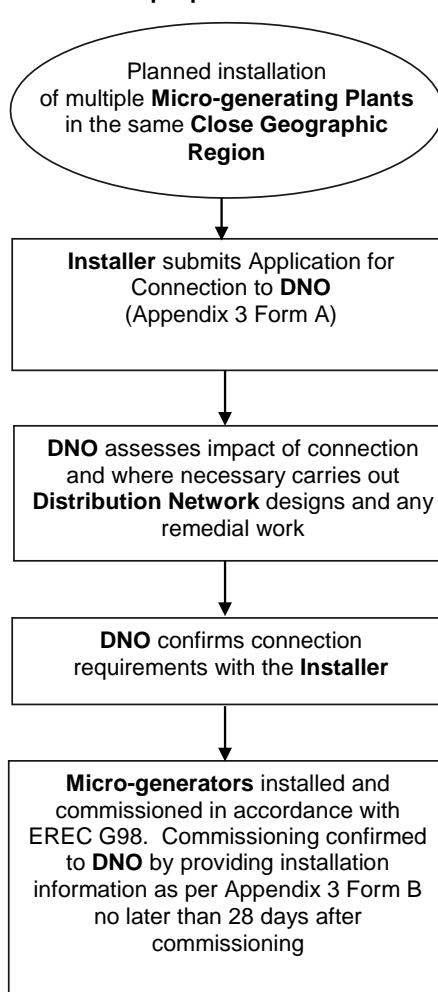 Planned installation
of multiple Micro-generating Plants
in the same Close Geographic
Region
Installer submits Application for
Connection to DNO
(Appendix 3 Form A)
DNO assesses impact of connection
and where necessary carries out
Distribution Network designs and any
remedial work
DNO confirms connection
requirements with the Installer
Micro-generators installed and
commissioned in accordance with
EREC G98. Commissioning confirmed
to DNO by providing installation
information as per Appendix 3 Form B
no later than 28 days after
commissioning